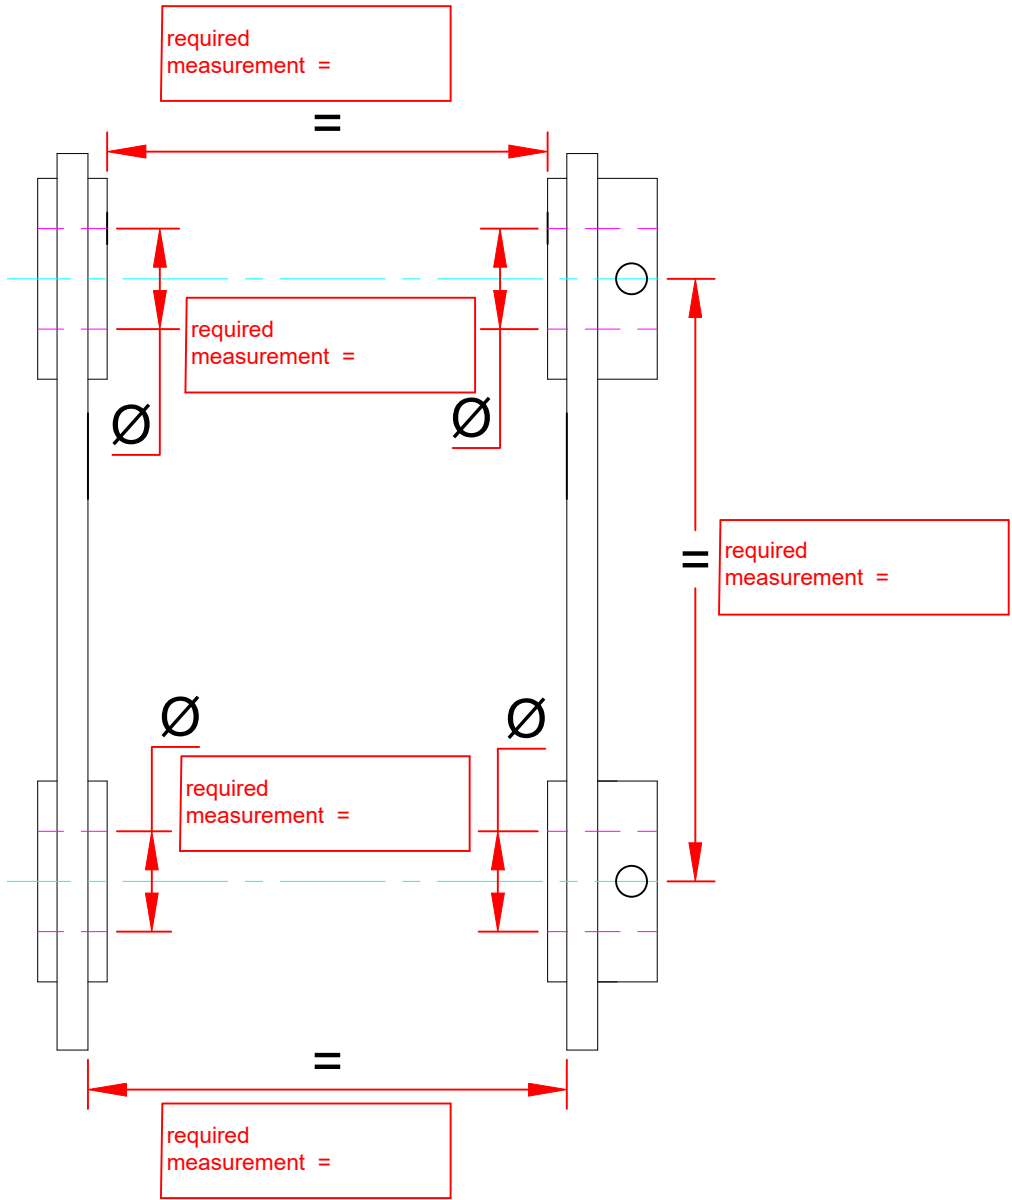 required
measurement =
=
required
measurement =
Ø
Ø
=
required
measurement =
Ø
Ø
required
measurement =
=
required
measurement =